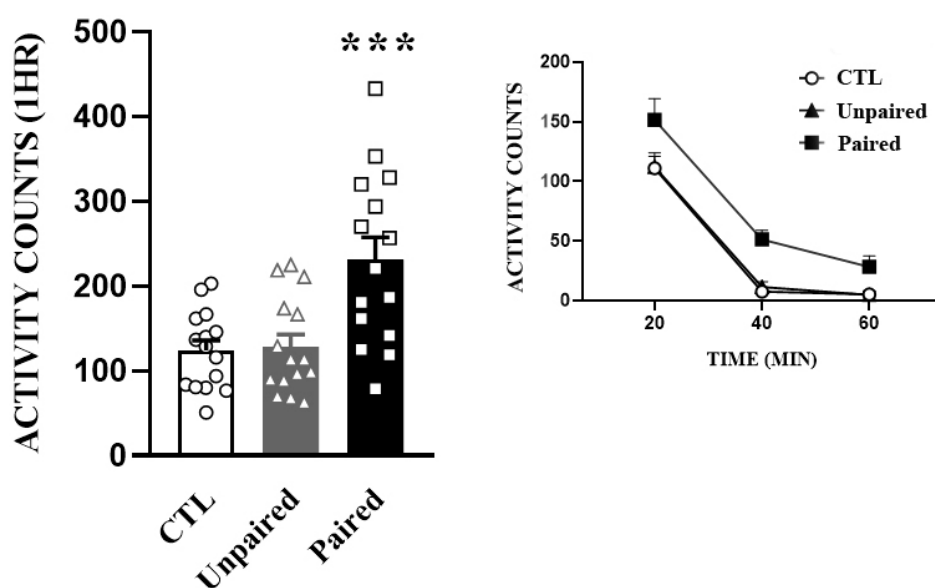 ACTIVITY COUNTS (1HR)
500
400
300
200
100
0
***
CTL
Unpaired
Paired
ACTIVITY COUNTS
200
150
100
50
0
CTL
Unpaired
Paired
20 40 60
TIME (MIN)